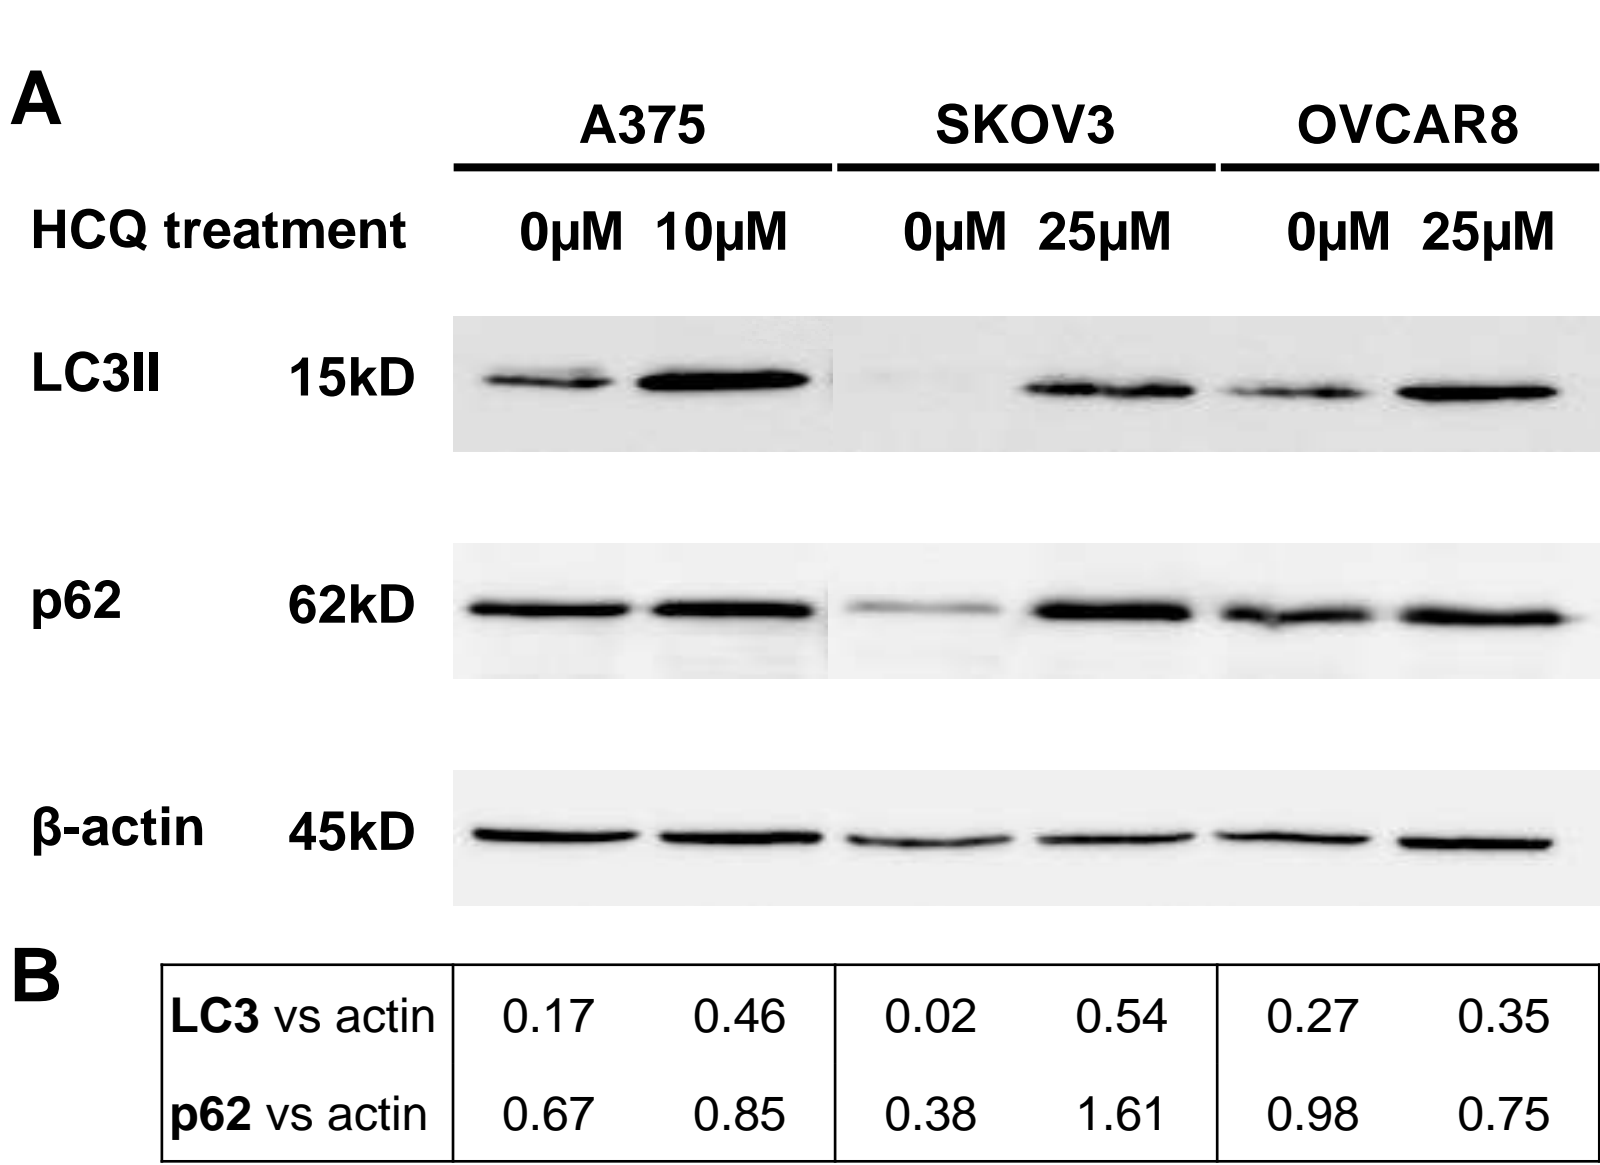 A
A375 SKOV3 OVCAR8
HCQ treatment 0µM 10µM 0µM 25µM 0µM 25µM
LC3II 15kD
p62 62kD
β-actin 45kD
B
LC3 vs actin 0.17 0.46 0.02 0.54 0.27 0.35
p62 vs actin 0.67 0.85 0.38 1.61 0.98 0.75